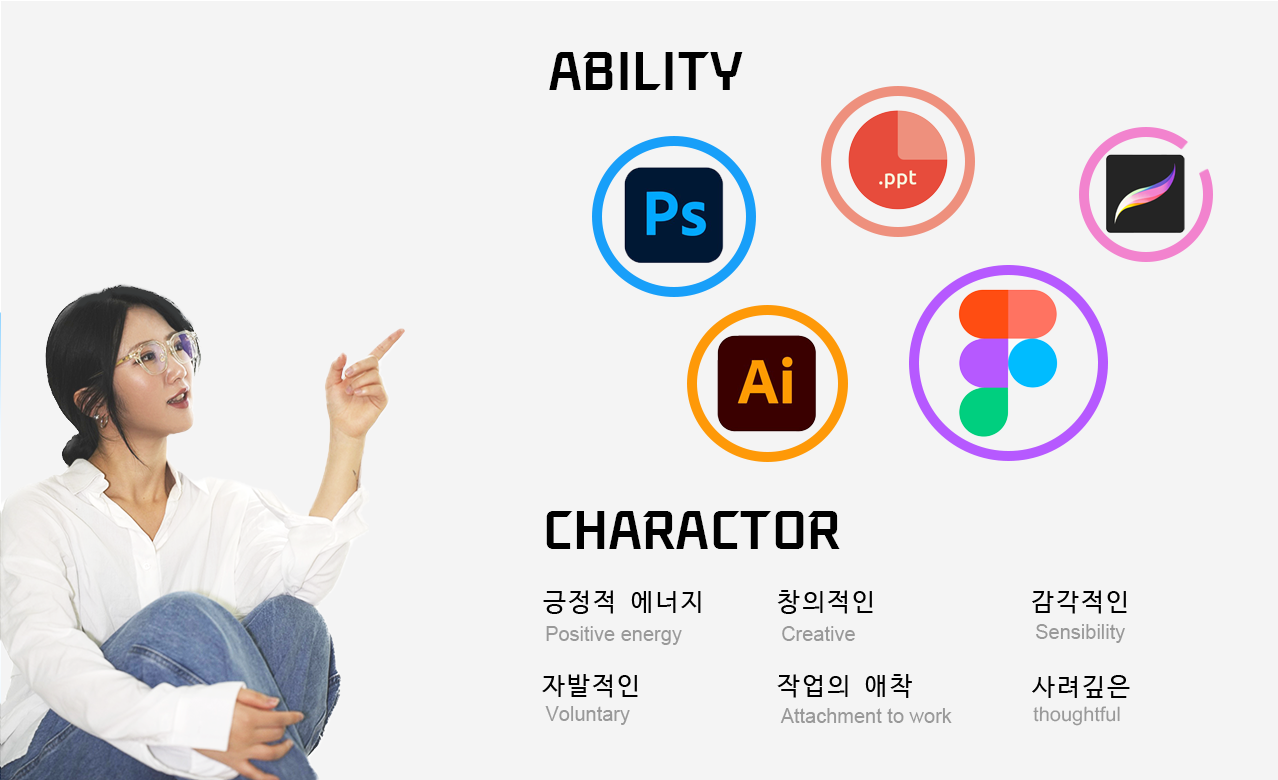 ABILITY
.ppt
Ps
Ai
CHARACTOR
긍정적 에너지
Positive energy
창의적인
Creative
감각적인
Sensibility
자발적인
Voluntary
작업의 애착
Attachment to work
사려깊은
thoughtful